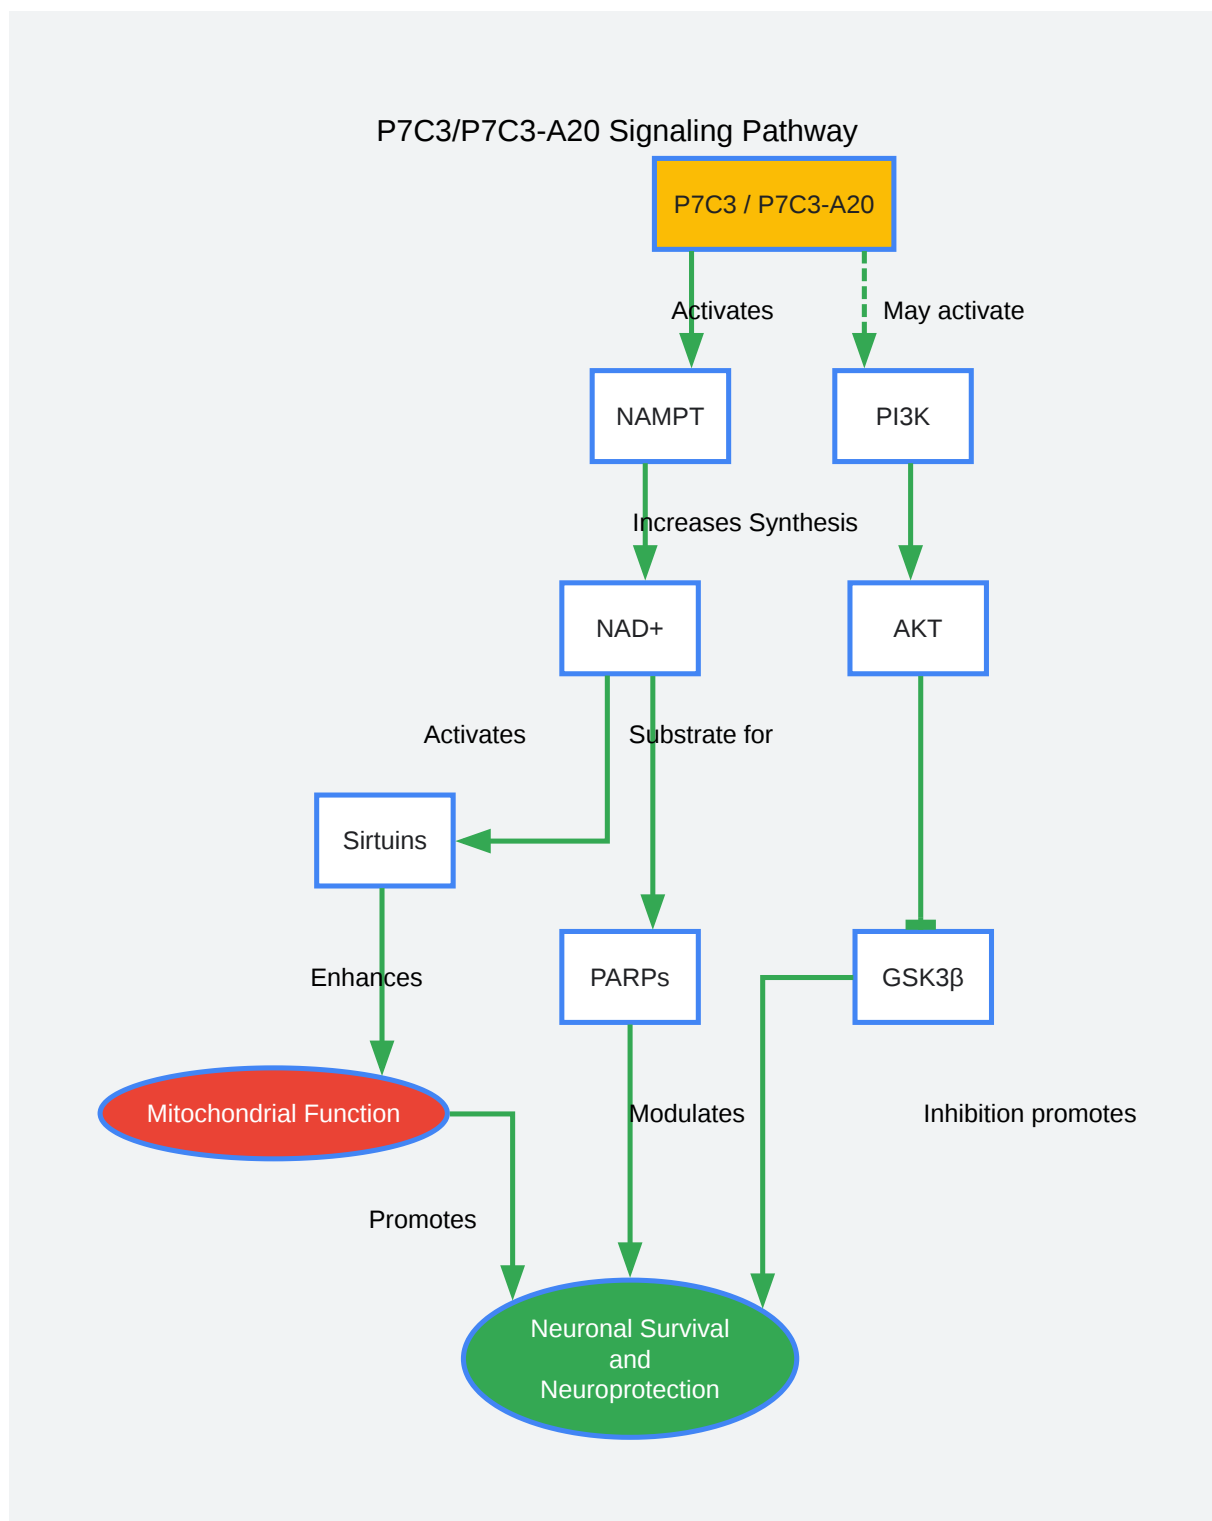 P7C3/P7C3-A20 Signaling Pathway
P7C3 / P7C3-A20
Activates
May activate
NAMPT
PI3K
Increases Synthesis
NAD+
AKT
Activates
Substrate for
Sirtuins
Enhances
PARPs
GSK3β
Mitochondrial Function
Modulates
Inhibition promotes
Promotes
Neuronal Survival
and
Neuroprotection